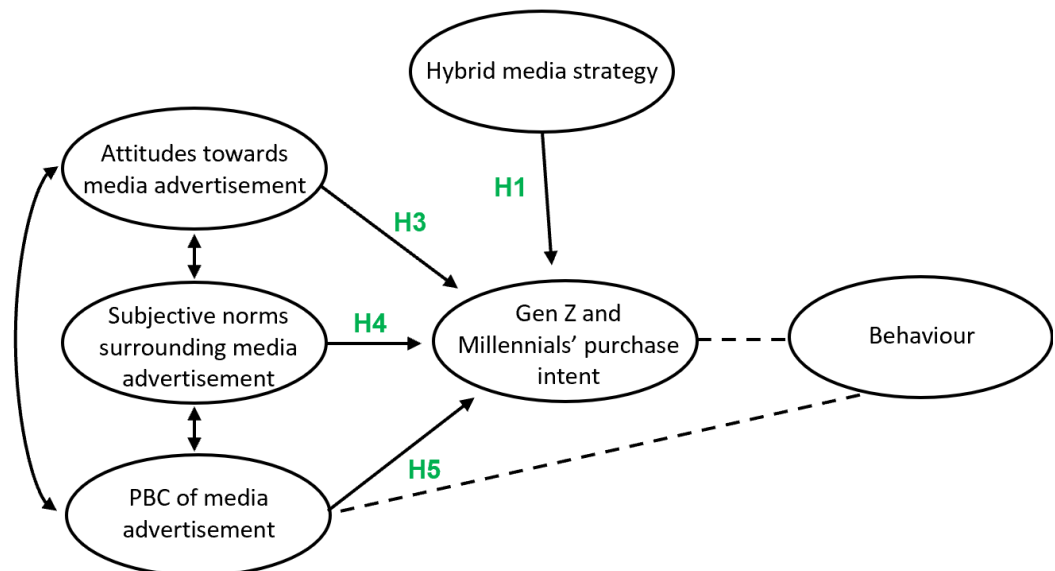 Hybrid media strategy
Attitudes towards
media advertisement
H1
H3
Subjective norms
surrounding media
advertisement
H4
Gen Z and
Millennials’ purchase
intent
Behaviour
H5
PBC of media
advertisement